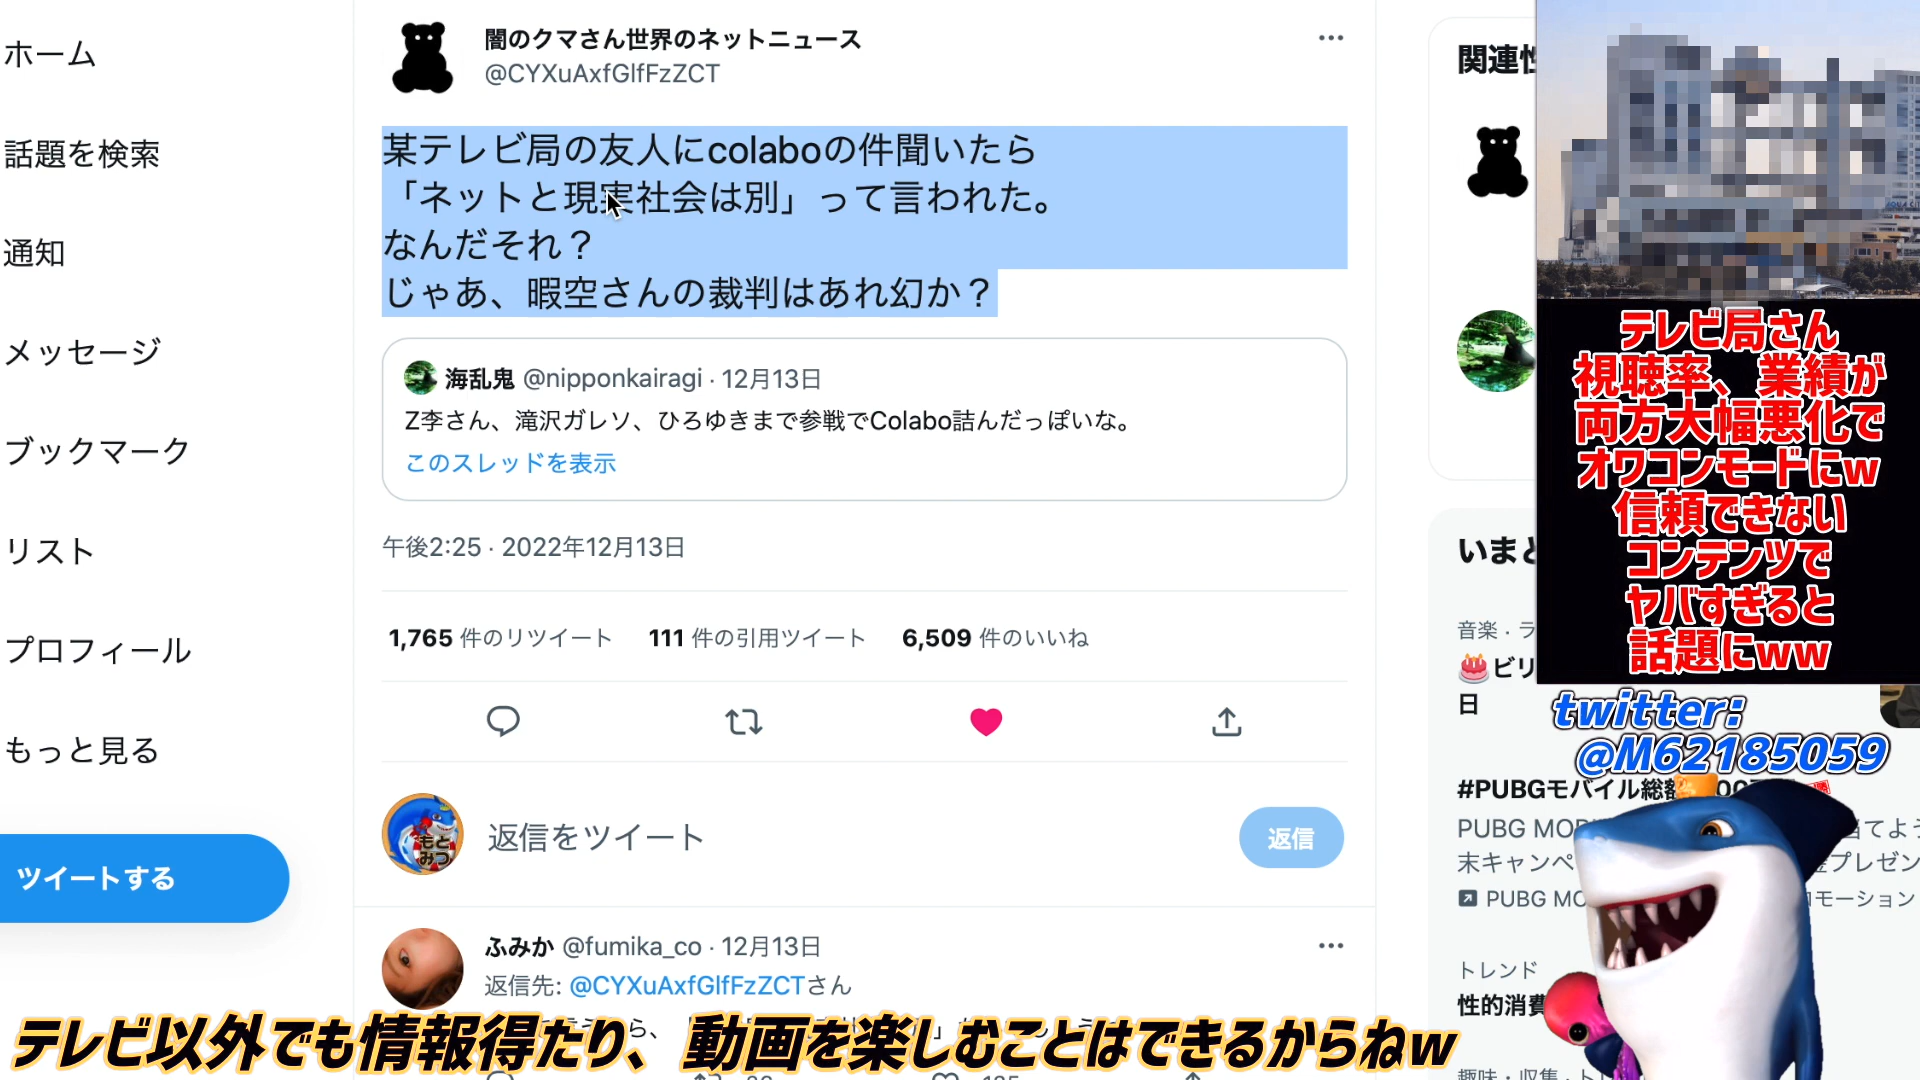 ホーム
話題を検索
通知
メッセージ
ブックマーク
リスト
プロフィール
もっと見る
ツイートする
闇のクマさん世界のネットニュース
@CYXuAxfGlfFzZCT
某テレビ局の友人にcolaboの件聞いたら
「ネットと現実社会は別」って言われた。
なんだそれ？
じゃあ、暇空さんの裁判はあれ幻か？
海乱鬼 @nipponkairagi · 12月13日
Z李さん、滝沢ガレソ、ひろゆきまで参戦でColabo詰んだっぽいな。
このスレッドを表示
午後2:25 · 2022年12月13日
1,765 件のリツイート 111 件の引用ツイート 6,509 件のいいね
もと
みつ
返信をツイート
返信
ふみか @fumika_co · 12月13日
返信先: @CYXuAxfGlfFzZCTさん
テレビ以外でも情報得たり、動画を楽しむことはできるからねw
関連性
いまど
音楽 · ラ
ビリ
日
#PUBGモバイル総額
PUBG MOB
末キャンペ
プレゼン
PUBG MO
モーション
トレンド
性的消費
テレビ局さん
視聴率、業績が
両方大幅悪化で
オワコンモードにw
信頼できない
コンテンツで
ヤバすぎると
話題にww
twitter:
@M62185059